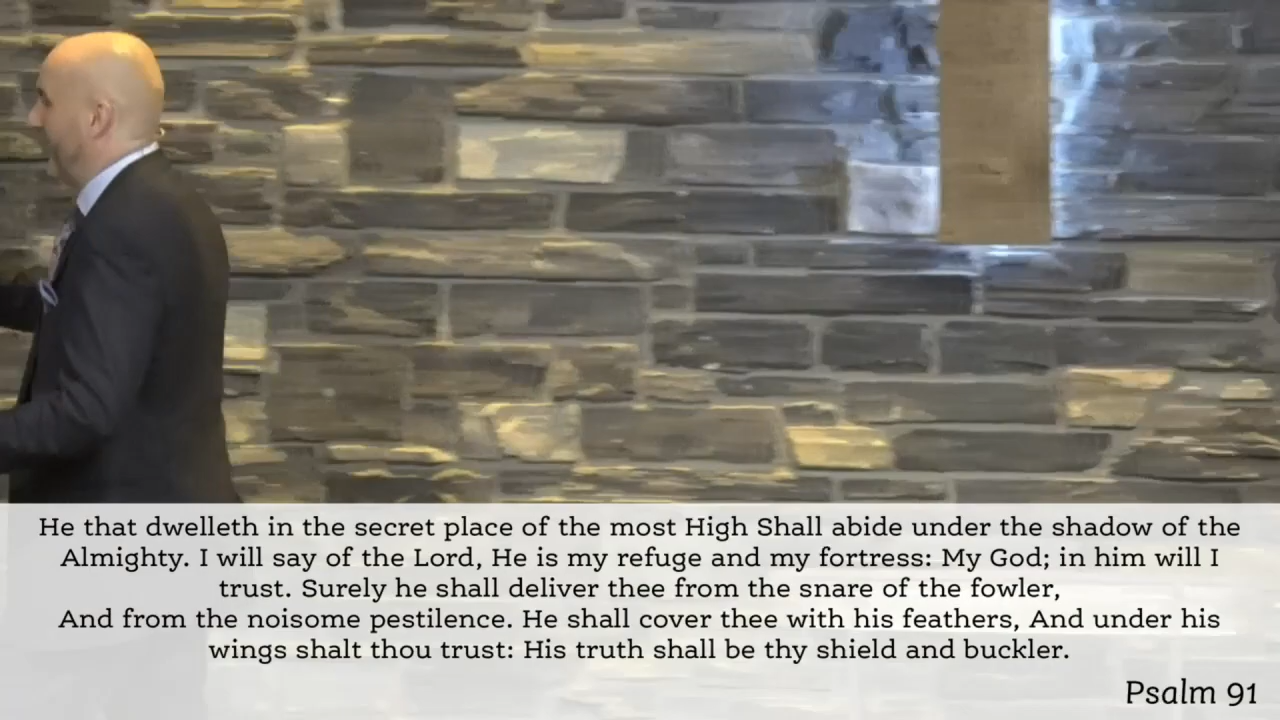 He that dwelleth in the secret place of the most High Shall abide under the shadow of the
Almighty. I will say of the Lord, He is my refuge and my fortress: My God; in him will I
trust. Surely he shall deliver thee from the snare of the fowler,
And from the noisome pestilence. He shall cover thee with his feathers, And under his
wings shalt thou trust: His truth shall be thy shield and buckler.
Psalm 91